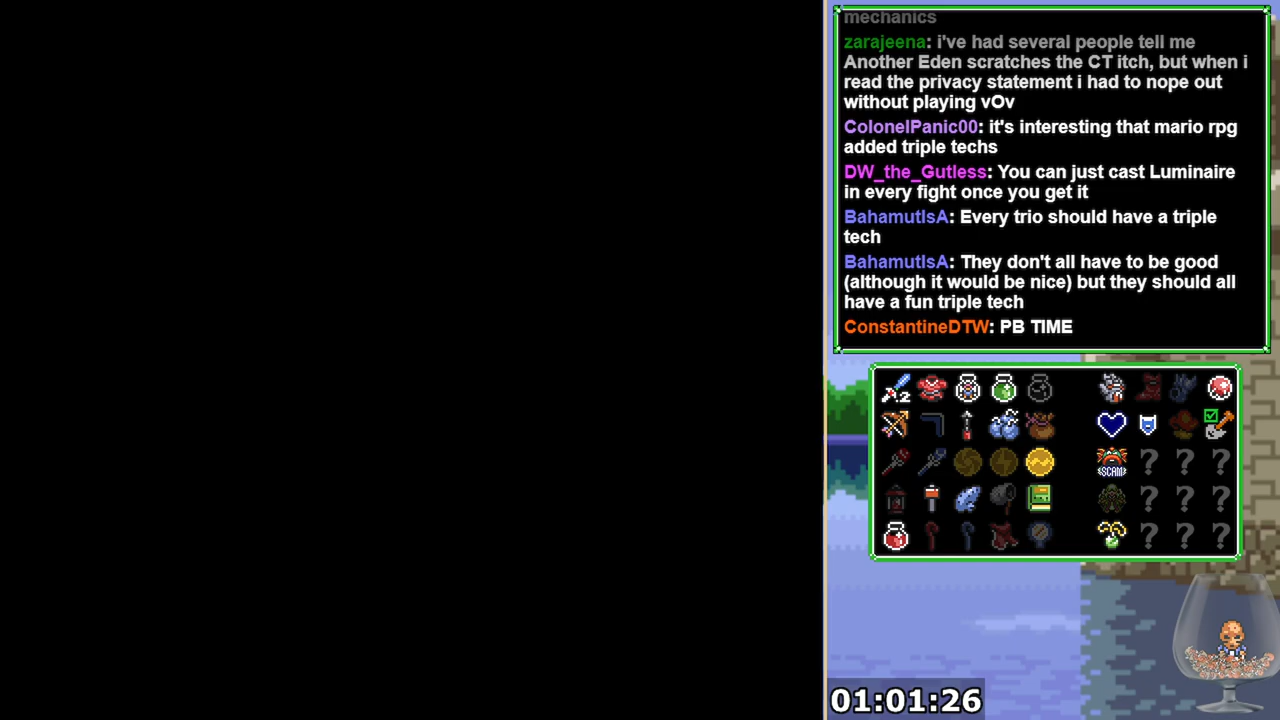 mechanics
zarajeena: i've had several people tell me
Another Eden scratches the CT itch, but when i
read the privacy statement i had to nope out
without playing vOv
ColonelPanic00: it's interesting that mario rpg
added triple techs
DW_the_Gutless: You can just cast Luminaire
in every fight once you get it
BahamutIsA: Every trio should have a triple
tech
BahamutIsA: They don't all have to be good
(although it would be nice) but they should all
have a fun triple tech
ConstantineDTW: PB TIME
.2
SCAM ? ? ?
? ? ?
? ? ?
01:01:26